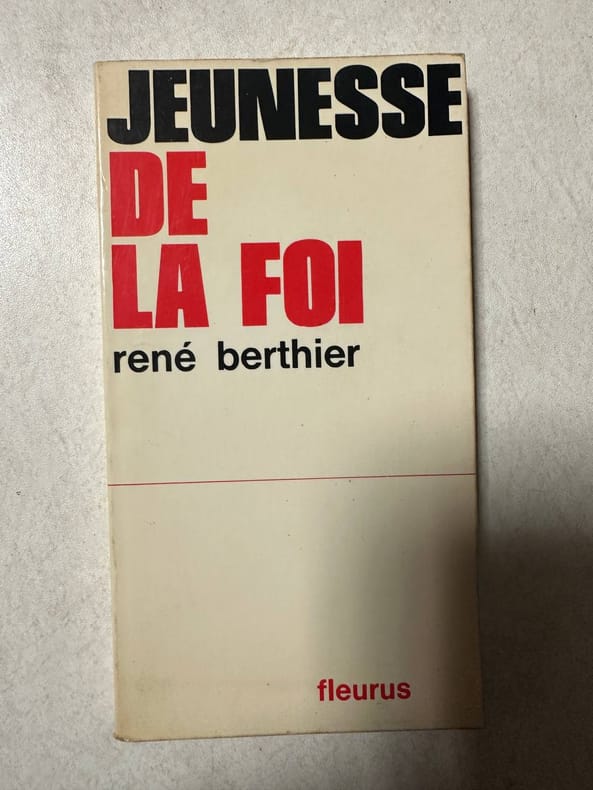 JEUNESSE
DE
LA FOI
rené berthier
fleurus